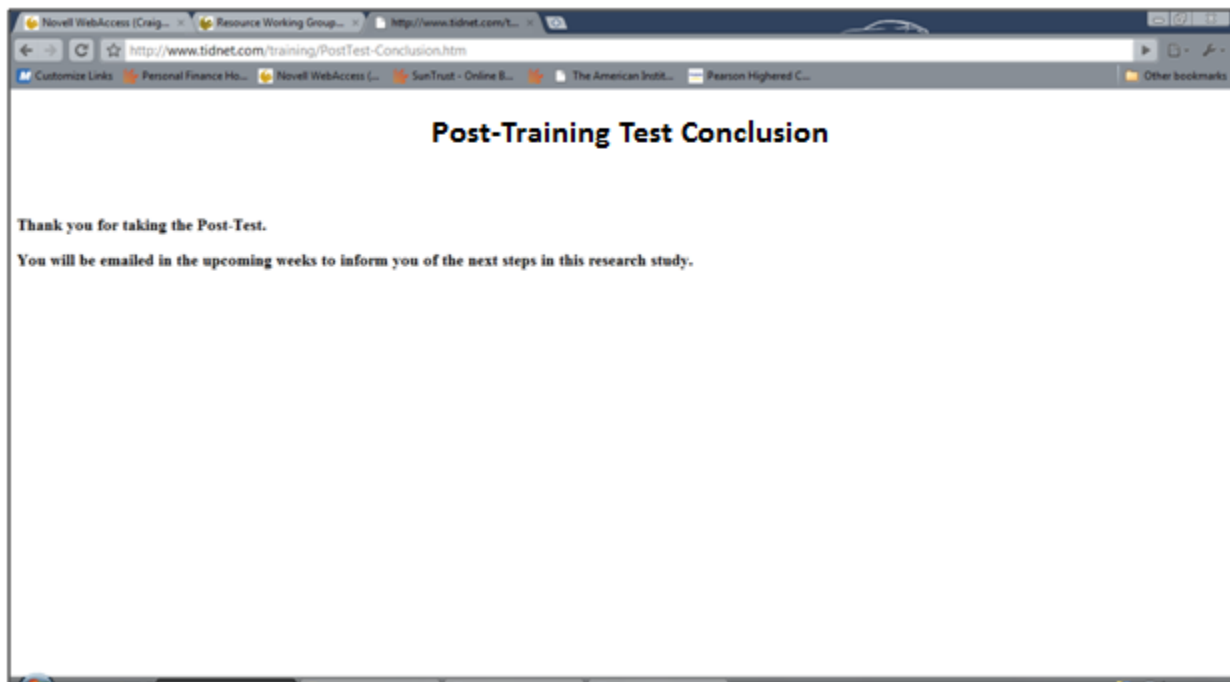 Novell WebAccess (Craig...
Resource Working Group...
http://www.tidnet.com/t...
http://www.tidnet.com/training/PostTest-Conclusion.htm
Customize Links
Personal Finance Ho...
Novell WebAccess (...
SunTrust - Online B...
The American Instit...
Pearson Highered C...
Other bookmarks
Post-Training Test Conclusion
Thank you for taking the Post-Test.
You will be emailed in the upcoming weeks to inform you of the next steps in this research study.